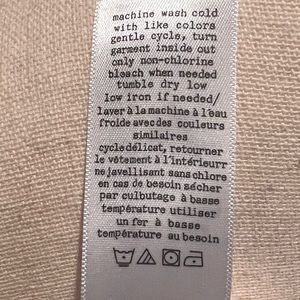 machine wash cold
with like colors
gentle cycle, turn
garment inside out
only non-chlorine
bleach when needed
tumble dry low
low iron if needed/
laver à la machine à l'eau
froide avec des couleurs
similaires
cycle délicat, retourner
le vêtement à l'intérieurr
ne javellisant sans chlore
en cas de besoin sécher
par culbutage à basse
température utiliser
un fer à basse
température au besoin